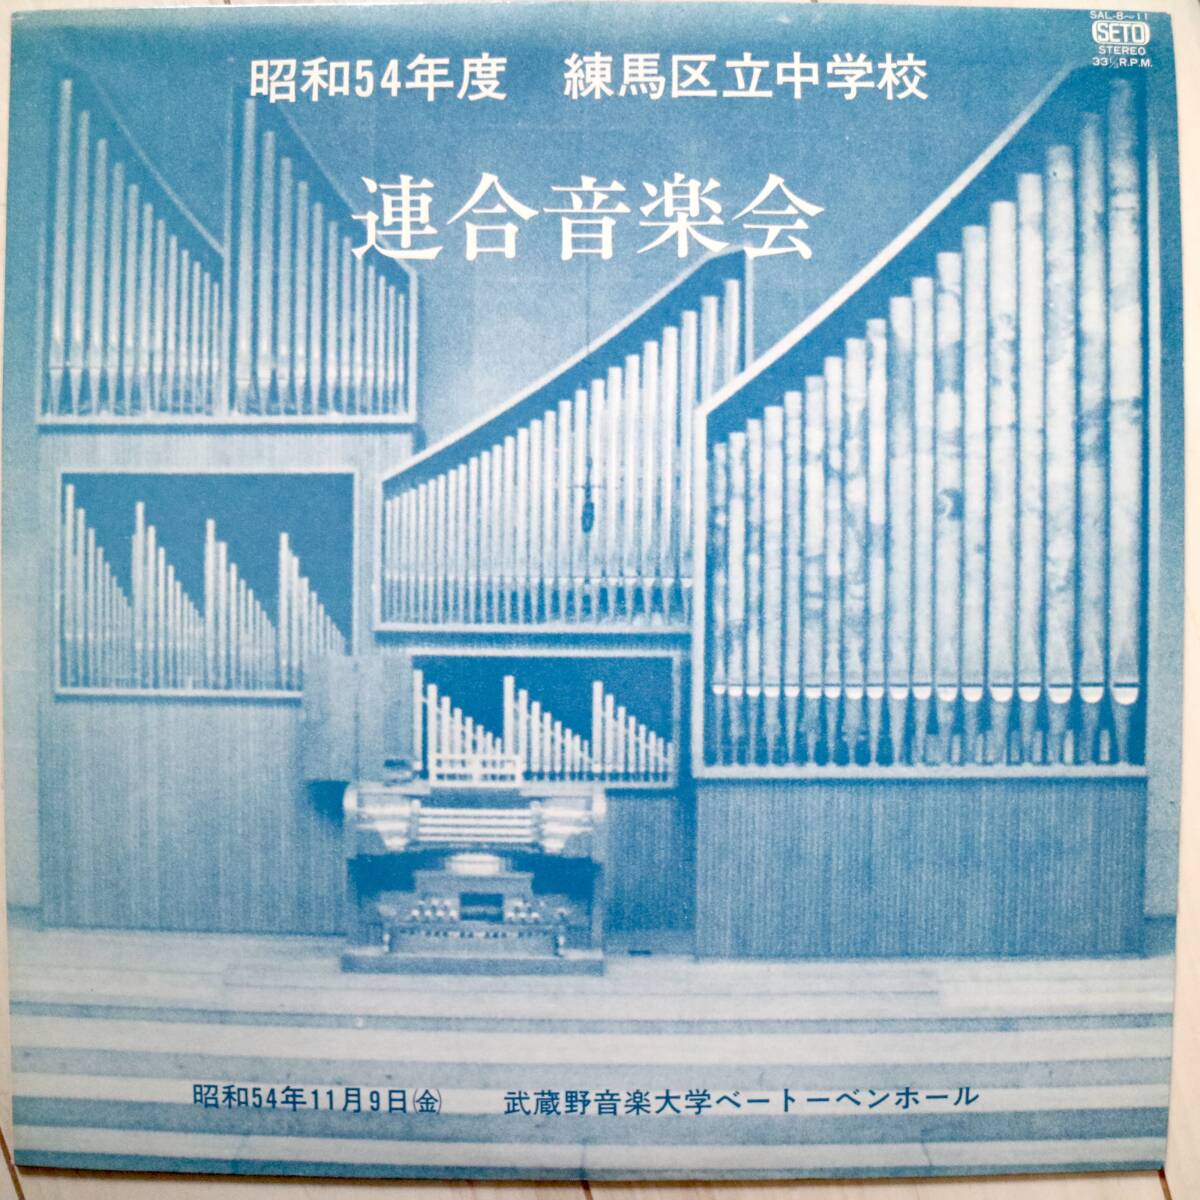 SAL-8~11
SETO
STEREO
33⅓R.P.M.
昭和54年度 練馬区立中学校
連合音楽会
昭和54年11月9日㈮ 武蔵野音楽大学ベートーベンホール